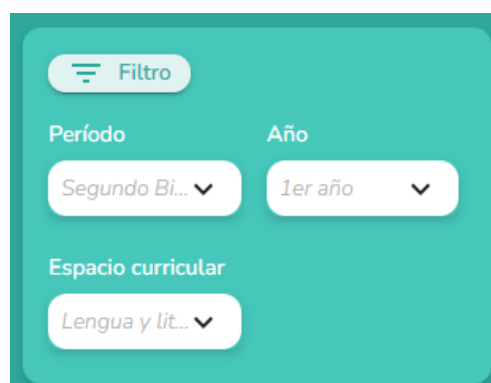 Filtro
Período Año
Segundo Bi... 1er año
Espacio curricular
Lengua y lit...